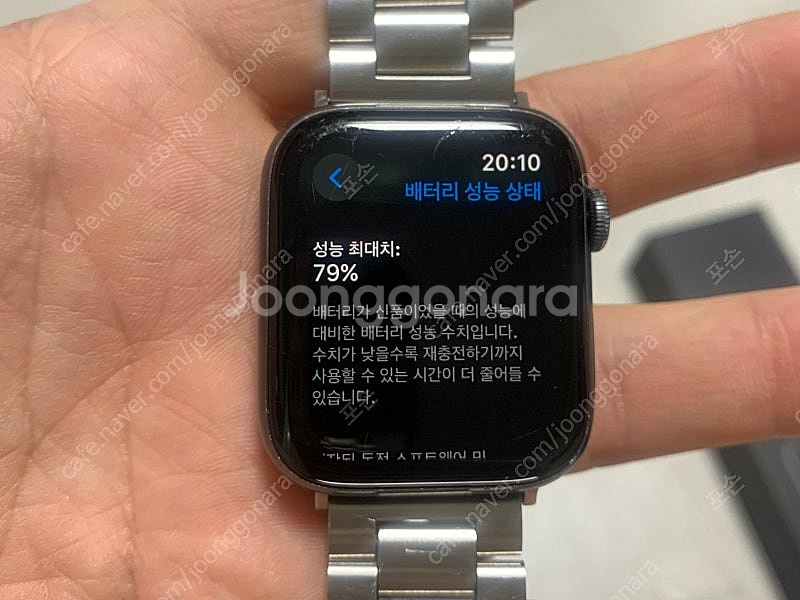 20:10
배터리 성능 상태
성능 최대치:
79%
Joonggonara
배터리가 신품이었을 때의 성능에
대비한 배터리 성능 수치입니다.
수치가 낮을수록 재충전하기까지
사용할 수 있는 시간이 더 줄어들 수
있습니다.
cafe.naver.com/joonggonara
포손